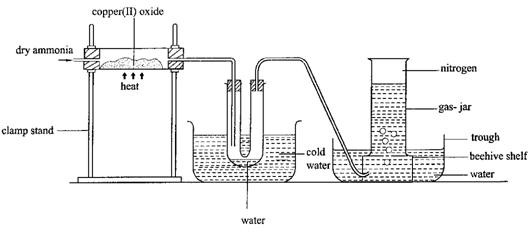 copper(II) oxide
dry ammonia
heat
clamp stand
cold
water
water
nitrogen
gas- jar
trough
beehive shelf
water